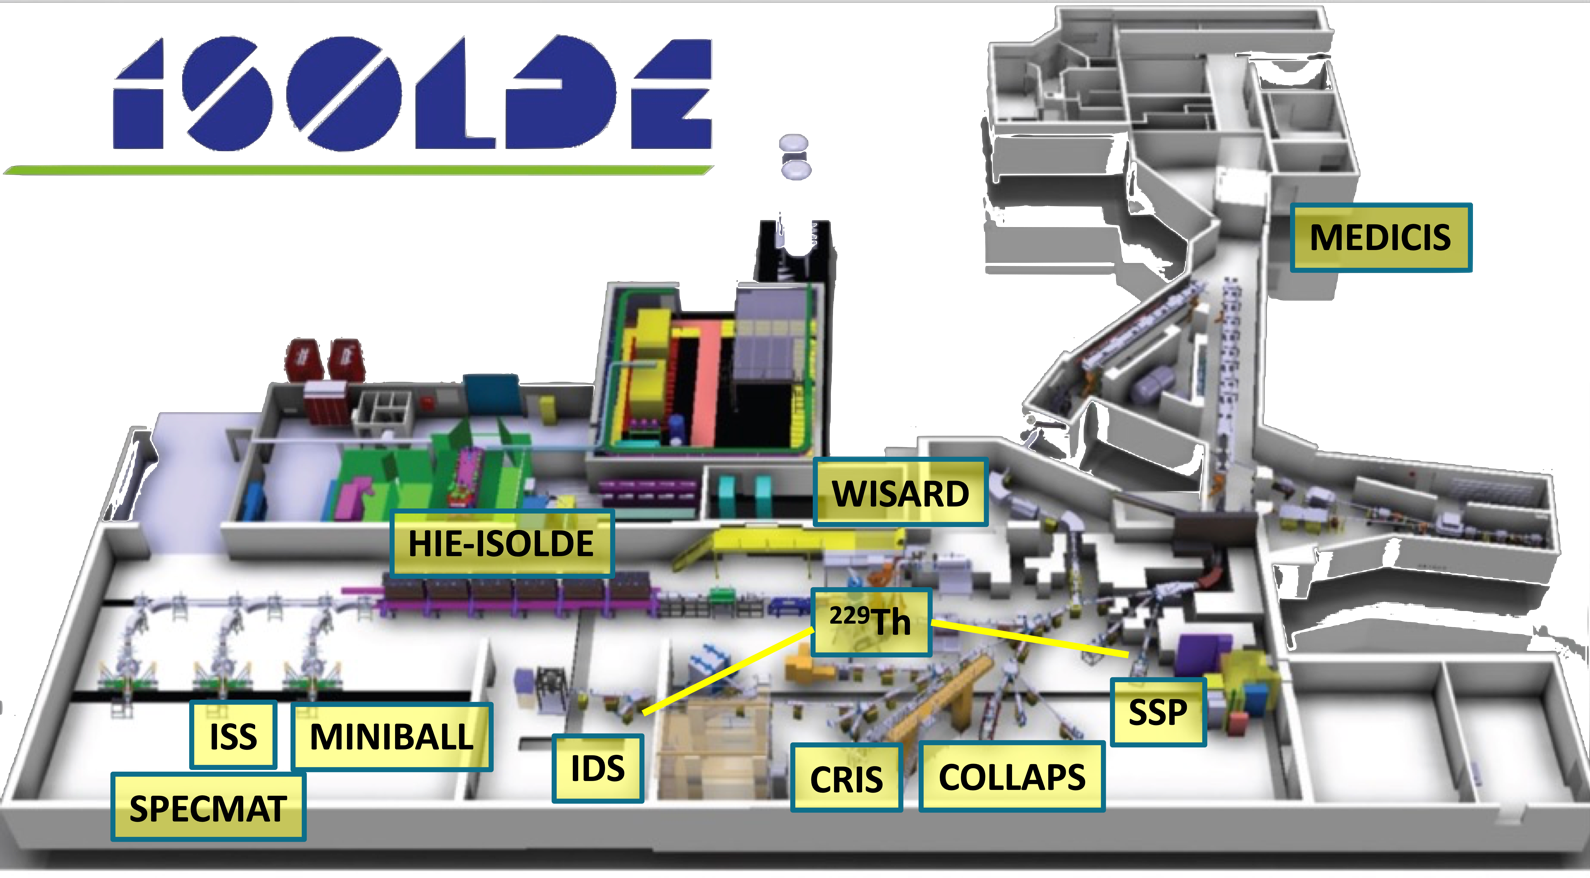 ISOLDE
MEDICIS
WISARD
HIE-ISOLDE
²²⁹Th
SSP
ISS
MINIBALL
IDS
CRIS
COLLAPS
SPECMAT